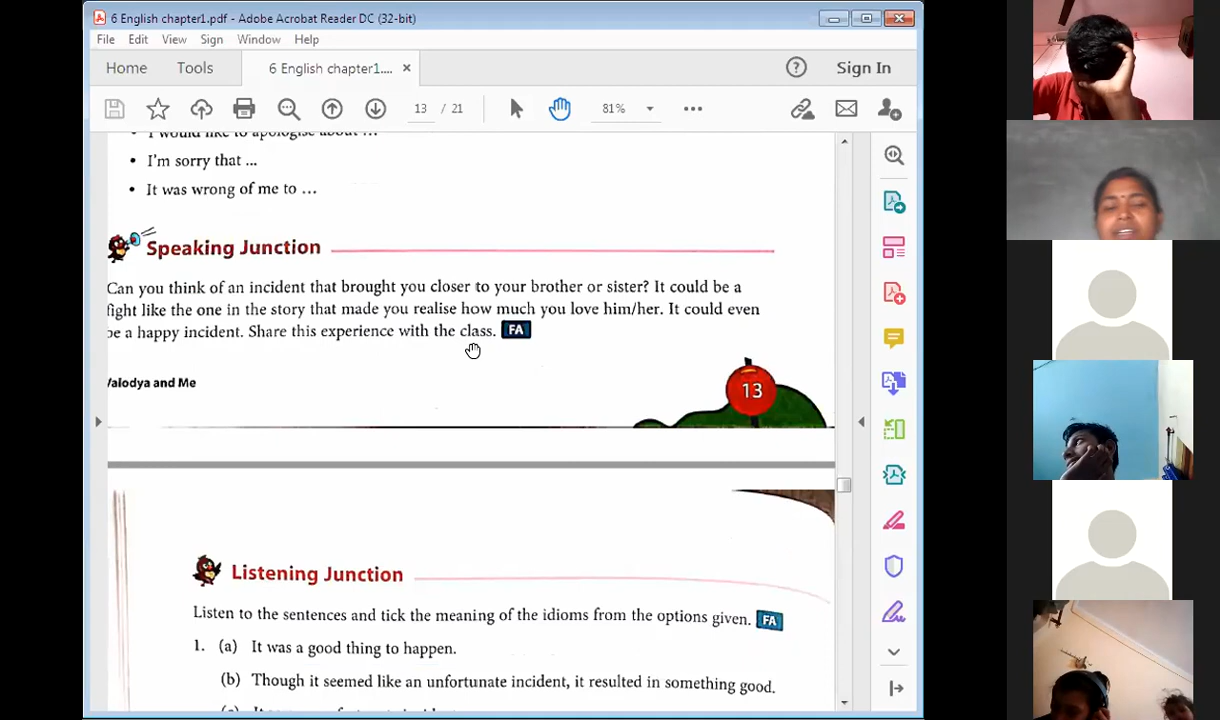 6 English chapter1.pdf - Adobe Acrobat Reader DC (32-bit)
File Edit View Sign Window Help
Home Tools 6 English chapter1.... × Sign In
13 / 21 81%
• I would like to apologise about ...
• I'm sorry that ...
• It was wrong of me to ...
Speaking Junction
Can you think of an incident that brought you closer to your brother or sister? It could be a
fight like the one in the story that made you realise how much you love him/her. It could even
be a happy incident. Share this experience with the class. FA
Valodya and Me
13
Listening Junction
Listen to the sentences and tick the meaning of the idioms from the options given. FA
1. (a) It was a good thing to happen.
(b) Though it seemed like an unfortunate incident, it resulted in something good.